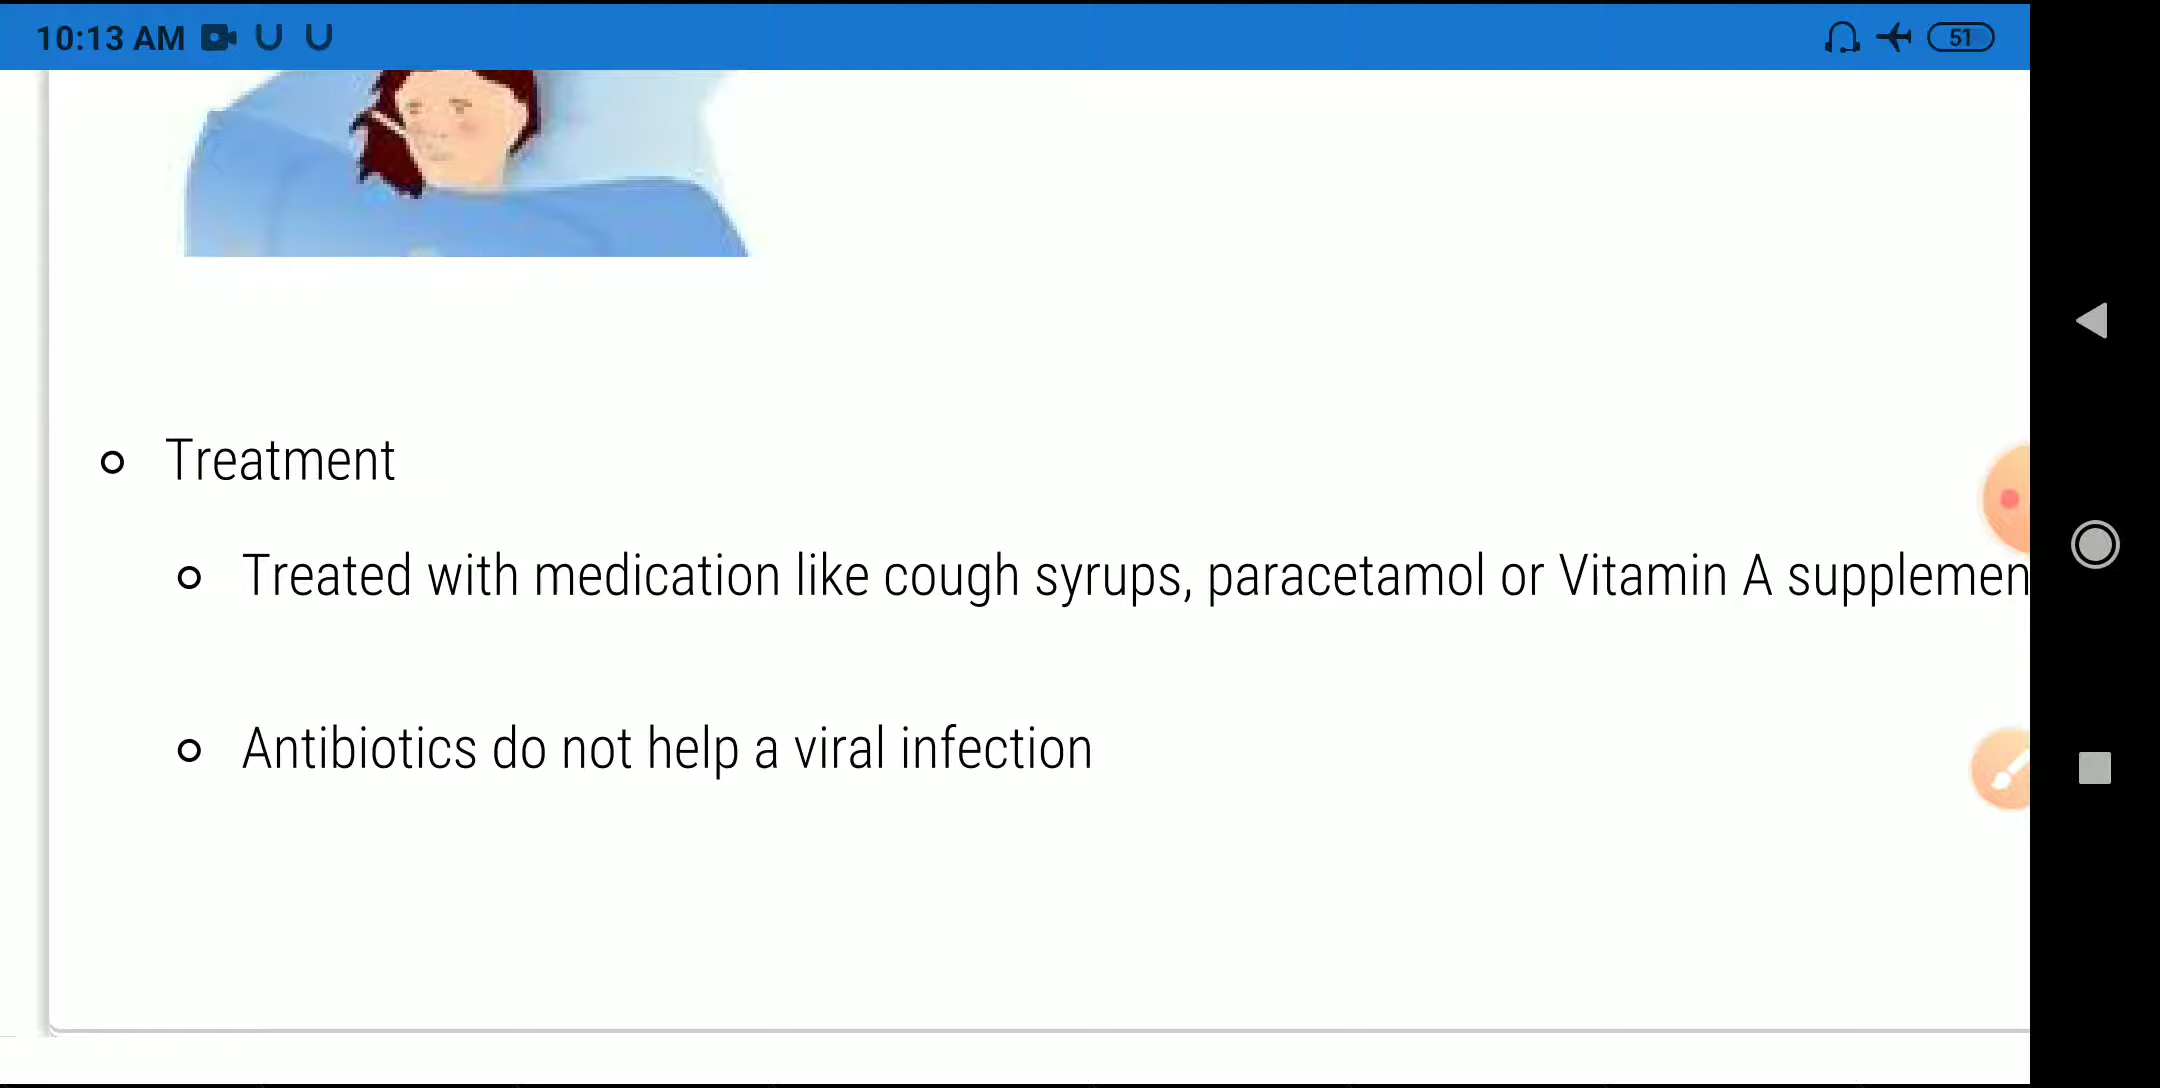 10:13 AM
51
Treatment
Treated with medication like cough syrups, paracetamol or Vitamin A supplemen
Antibiotics do not help a viral infection